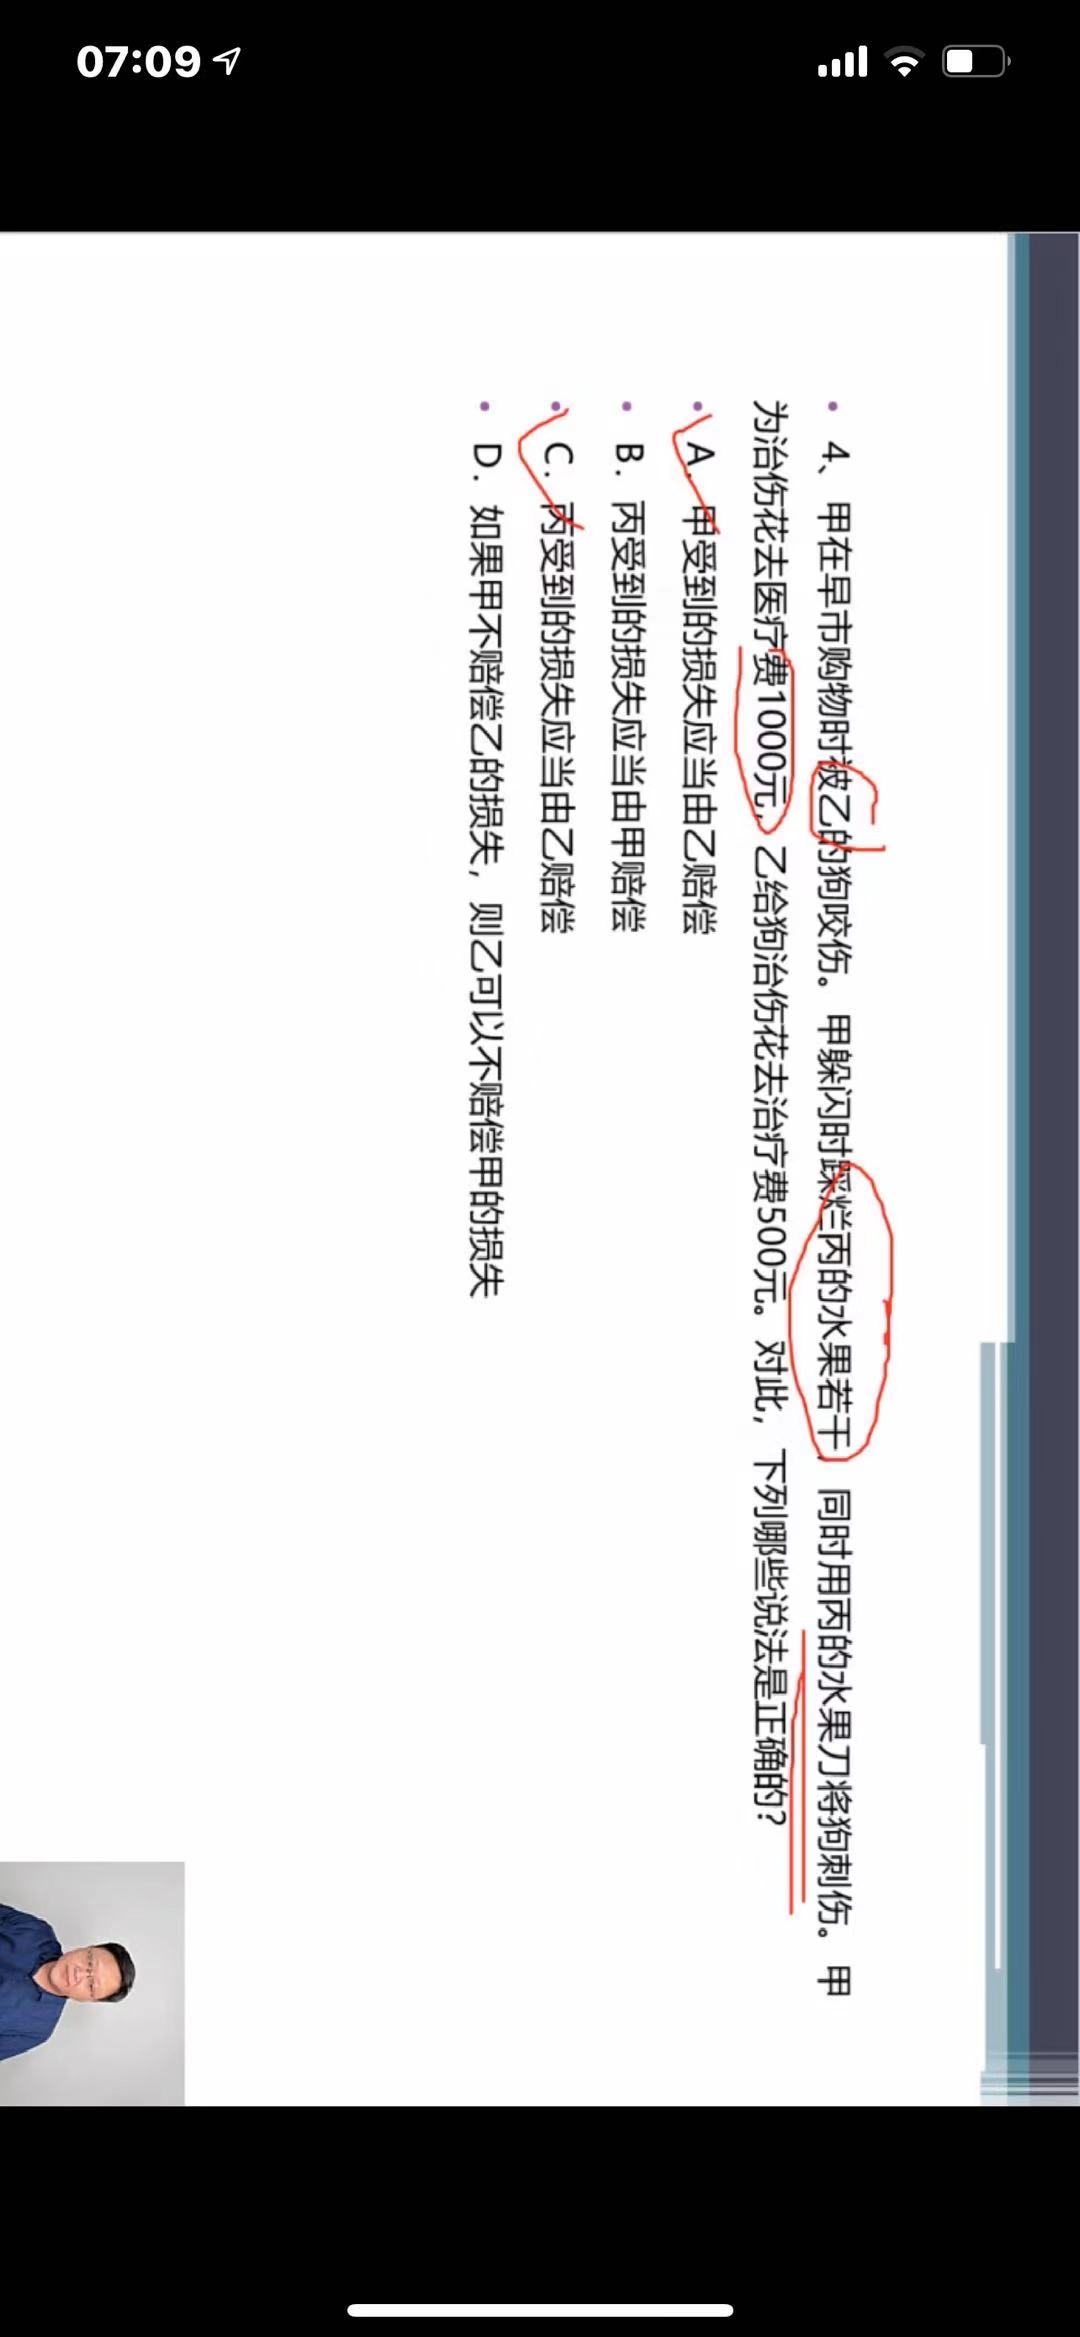 07:09
• 4、甲在早市购物时被乙的狗咬伤。甲躲闪时踩烂丙的水果若干，同时用丙的水果刀将狗刺伤。甲
为治伤花去医疗费1000元，乙给狗治伤花去治疗费500元。对此，下列哪些说法是正确的？
• A．甲受到的损失应当由乙赔偿
• B．丙受到的损失应当由甲赔偿
• C．丙受到的损失应当由乙赔偿
• D．如果甲不赔偿乙的损失，则乙可以不赔偿甲的损失